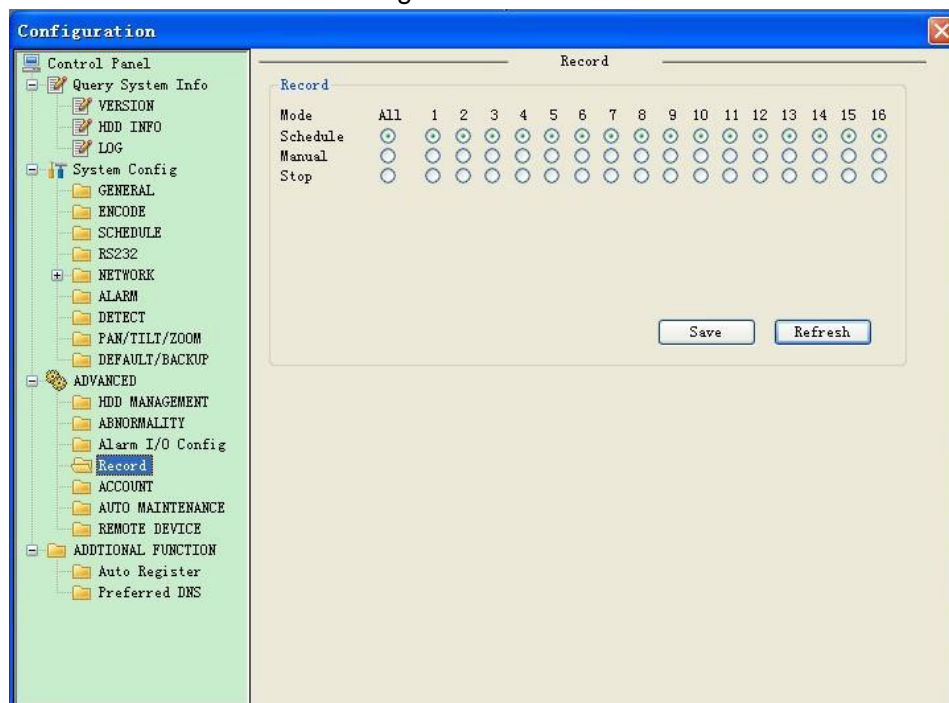 Configuration
Control Panel
Query System Info
VERSION
HDD INFO
LOG
System Config
GENERAL
ENCODE
SCHEDULE
RS232
NETWORK
ALARM
DETECT
PAN/TILT/ZOOM
DEFAULT/BACKUP
ADVANCED
HDD MANAGEMENT
ABNORMALITY
Alarm I/O Config
Record
ACCOUNT
AUTO MAINTENANCE
REMOTE DEVICE
ADDTIONAL FUNCTION
Auto Register
Preferred DNS
Record
Record
Mode All 1 2 3 4 5 6 7 8 9 10 11 12 13 14 15 16
Schedule
Manual
Stop
Save Refresh